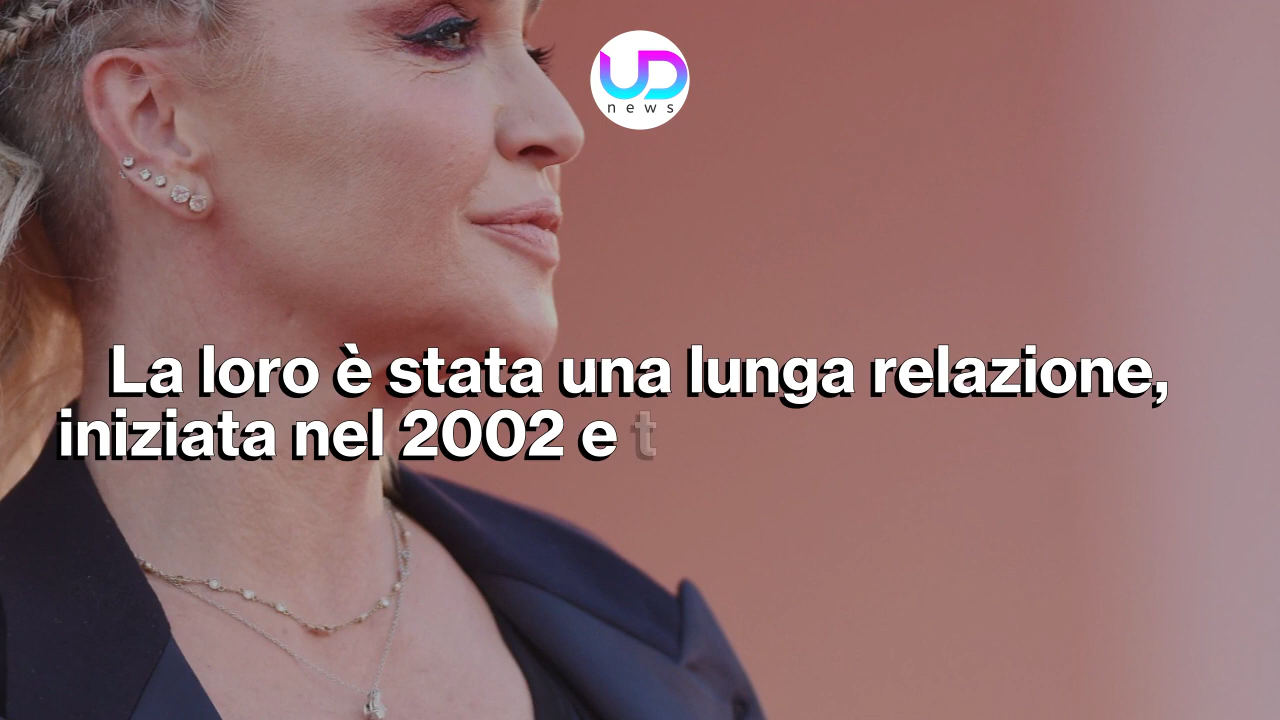 UD
news
La loro è stata una lunga relazione,
iniziata nel 2002 e t